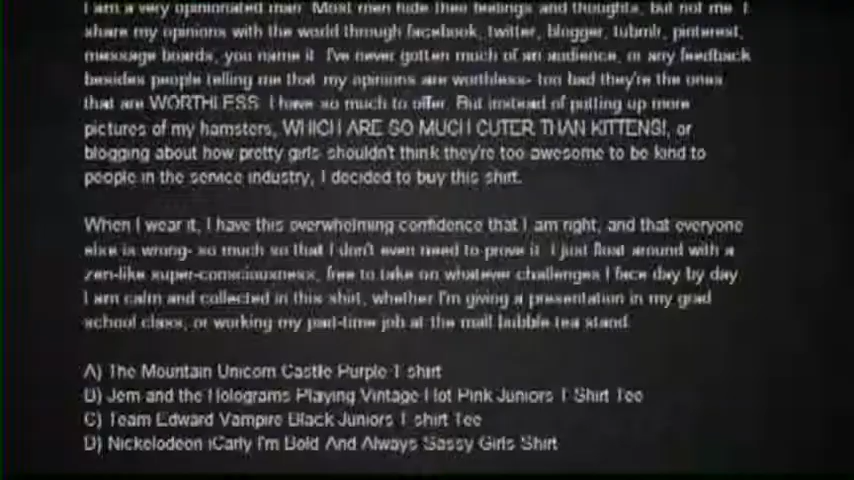 I am a very opinionated man. Most men hide their feelings and thoughts, but not me. I
share my opinions with the world through facebook, twitter, blogger, tublmlr, pinterest,
message boards, you name it. I've never gotten much of an audience, or any feedback
besides people telling me that my opinions are worthless- too bad they're the ones
that are WORTHLESS. I have so much to offer. But instead of putting up more
pictures of my hamsters, WHICH ARE SO MUCH CUTER THAN KITTENS!, or
blogging about how pretty girls shouldn't think they're too awesome to be kind to
people in the service industry, I decided to buy this shirt.
When I wear it, I have this overwhelming confidence that I am right, and that everyone
else is wrong- so much so that I don't even need to prove it. I just float around with a
zen-like super-consciousness, free to take on whatever challenges I face day by day.
I am calm and collected in this shirt, whether I'm giving a presentation in my grad
school class, or working my part-time job at the mall bubble tea stand.
A) The Mountain Unicorn Castle Purple T-shirt
B) Jem and the Holograms Playing Vintage Hot Pink Juniors T-Shirt Tee
C) Team Edward Vampire Black Juniors T-shirt Tee
D) Nickelodeon iCarly I'm Bold And Always Sassy Girls Shirt